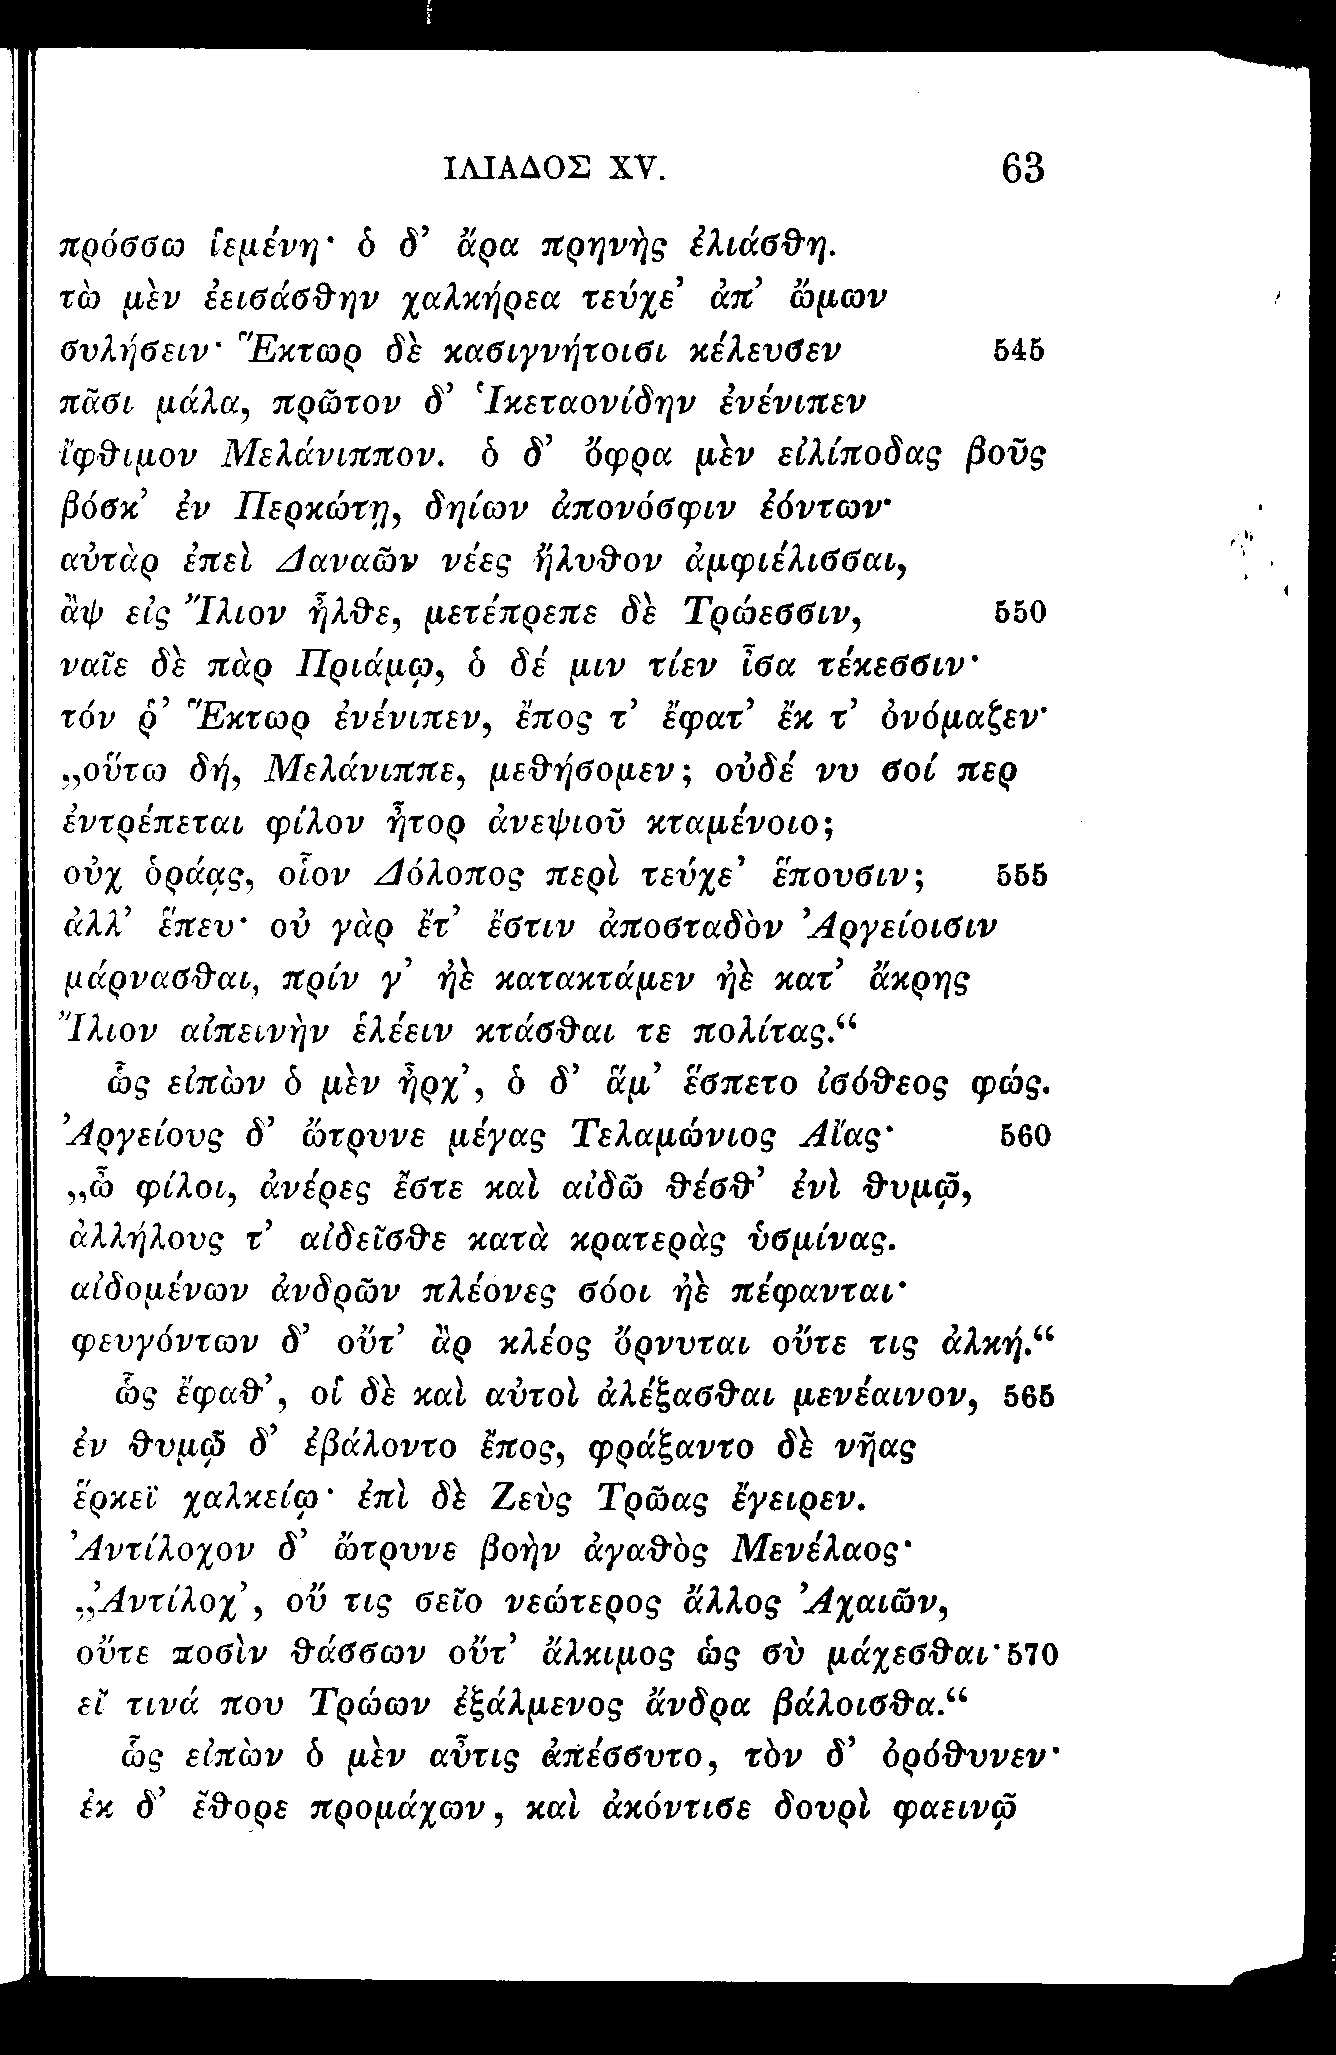 ΙΛΙΑΔΟΣ XV. 63
πρόσσω ἱεμένη· ὁ δ’ ἄρα πρηνὴς ἐλιάσθη.
τὼ μὲν ἐεισάσθην χαλκήρεα τεύχε’ ἀπ’ ὤμων
συλήσειν· Ἕκτωρ δὲ κασιγνήτοισι κέλευσεν 545
πᾶσι μάλα, πρῶτον δ’ Ἱκεταονίδην ἐνένιπεν
ἴφθιμον Μελάνιππον. ὁ δ’ ὄφρα μὲν εἰλίποδας βοῦς
βόσκ’ ἐν Περκώτῃ, δηίων ἀπονόσφιν ἐόντων·
αὐτὰρ ἐπεὶ Δαναῶν νέες ἤλυθον ἀμφιέλισσαι,
ἂψ εἰς Ἴλιον ἦλθε, μετέπρεπε δὲ Τρώεσσιν, 550
ναῖε δὲ πὰρ Πριάμῳ, ὁ δέ μιν τίεν ἶσα τέκεσσιν·
τόν ῥ’ Ἕκτωρ ἐνένιπεν, ἔπος τ’ ἔφατ’ ἔκ τ’ ὀνόμαζεν·
„οὕτω δή, Μελάνιππε, μεθήσομεν; οὐδέ νυ σοί περ
ἐντρέπεται φίλον ἦτορ ἀνεψιοῦ κταμένοιο;
οὐχ ὁράᾳς, οἷον Δόλοπος περὶ τεύχε’ ἕπουσιν; 555
ἀλλ’ ἕπευ· οὐ γὰρ ἔτ’ ἔστιν ἀποσταδὸν Ἀργείοισιν
μάρνασθαι, πρίν γ’ ἠὲ κατακτάμεν ἠὲ κατ’ ἄκρης
Ἴλιον αἰπεινὴν ἑλέειν κτάσθαι τε πολίτας.“
ὣς εἰπὼν ὁ μὲν ἦρχ’, ὁ δ’ ἅμ’ ἕσπετο ἰσόθεος φώς.
Ἀργείους δ’ ὤτρυνε μέγας Τελαμώνιος Αἴας· 560
„ὦ φίλοι, ἀνέρες ἔστε καὶ αἰδῶ θέσθ’ ἐνὶ θυμῷ,
ἀλλήλους τ’ αἰδεῖσθε κατὰ κρατερὰς ὑσμίνας.
αἰδομένων ἀνδρῶν πλέονες σόοι ἠὲ πέφανται·
φευγόντων δ’ οὔτ’ ἂρ κλέος ὄρνυται οὔτε τις ἀλκή.“
ὣς ἔφαθ’, οἱ δὲ καὶ αὐτοὶ ἀλέξασθαι μενέαινον, 565
ἐν θυμῷ δ’ ἐβάλοντο ἔπος, φράξαντο δὲ νῆας
ἕρκεϊ χαλκείῳ· ἐπὶ δὲ Ζεὺς Τρῶας ἔγειρεν.
Ἀντίλοχον δ’ ὤτρυνε βοὴν ἀγαθὸς Μενέλαος·
„Ἀντίλοχ’, οὔ τις σεῖο νεώτερος ἄλλος Ἀχαιῶν,
οὔτε ποσὶν θάσσων οὔτ’ ἄλκιμος ὡς σὺ μάχεσθαι· 570
εἴ τινά που Τρώων ἐξάλμενος ἄνδρα βάλοισθα.“
ὣς εἰπὼν ὁ μὲν αὖτις ἀπέσσυτο, τὸν δ’ ὀρόθυνεν·
ἐκ δ’ ἔθορε προμάχων, καὶ ἀκόντισε δουρὶ φαεινῷ